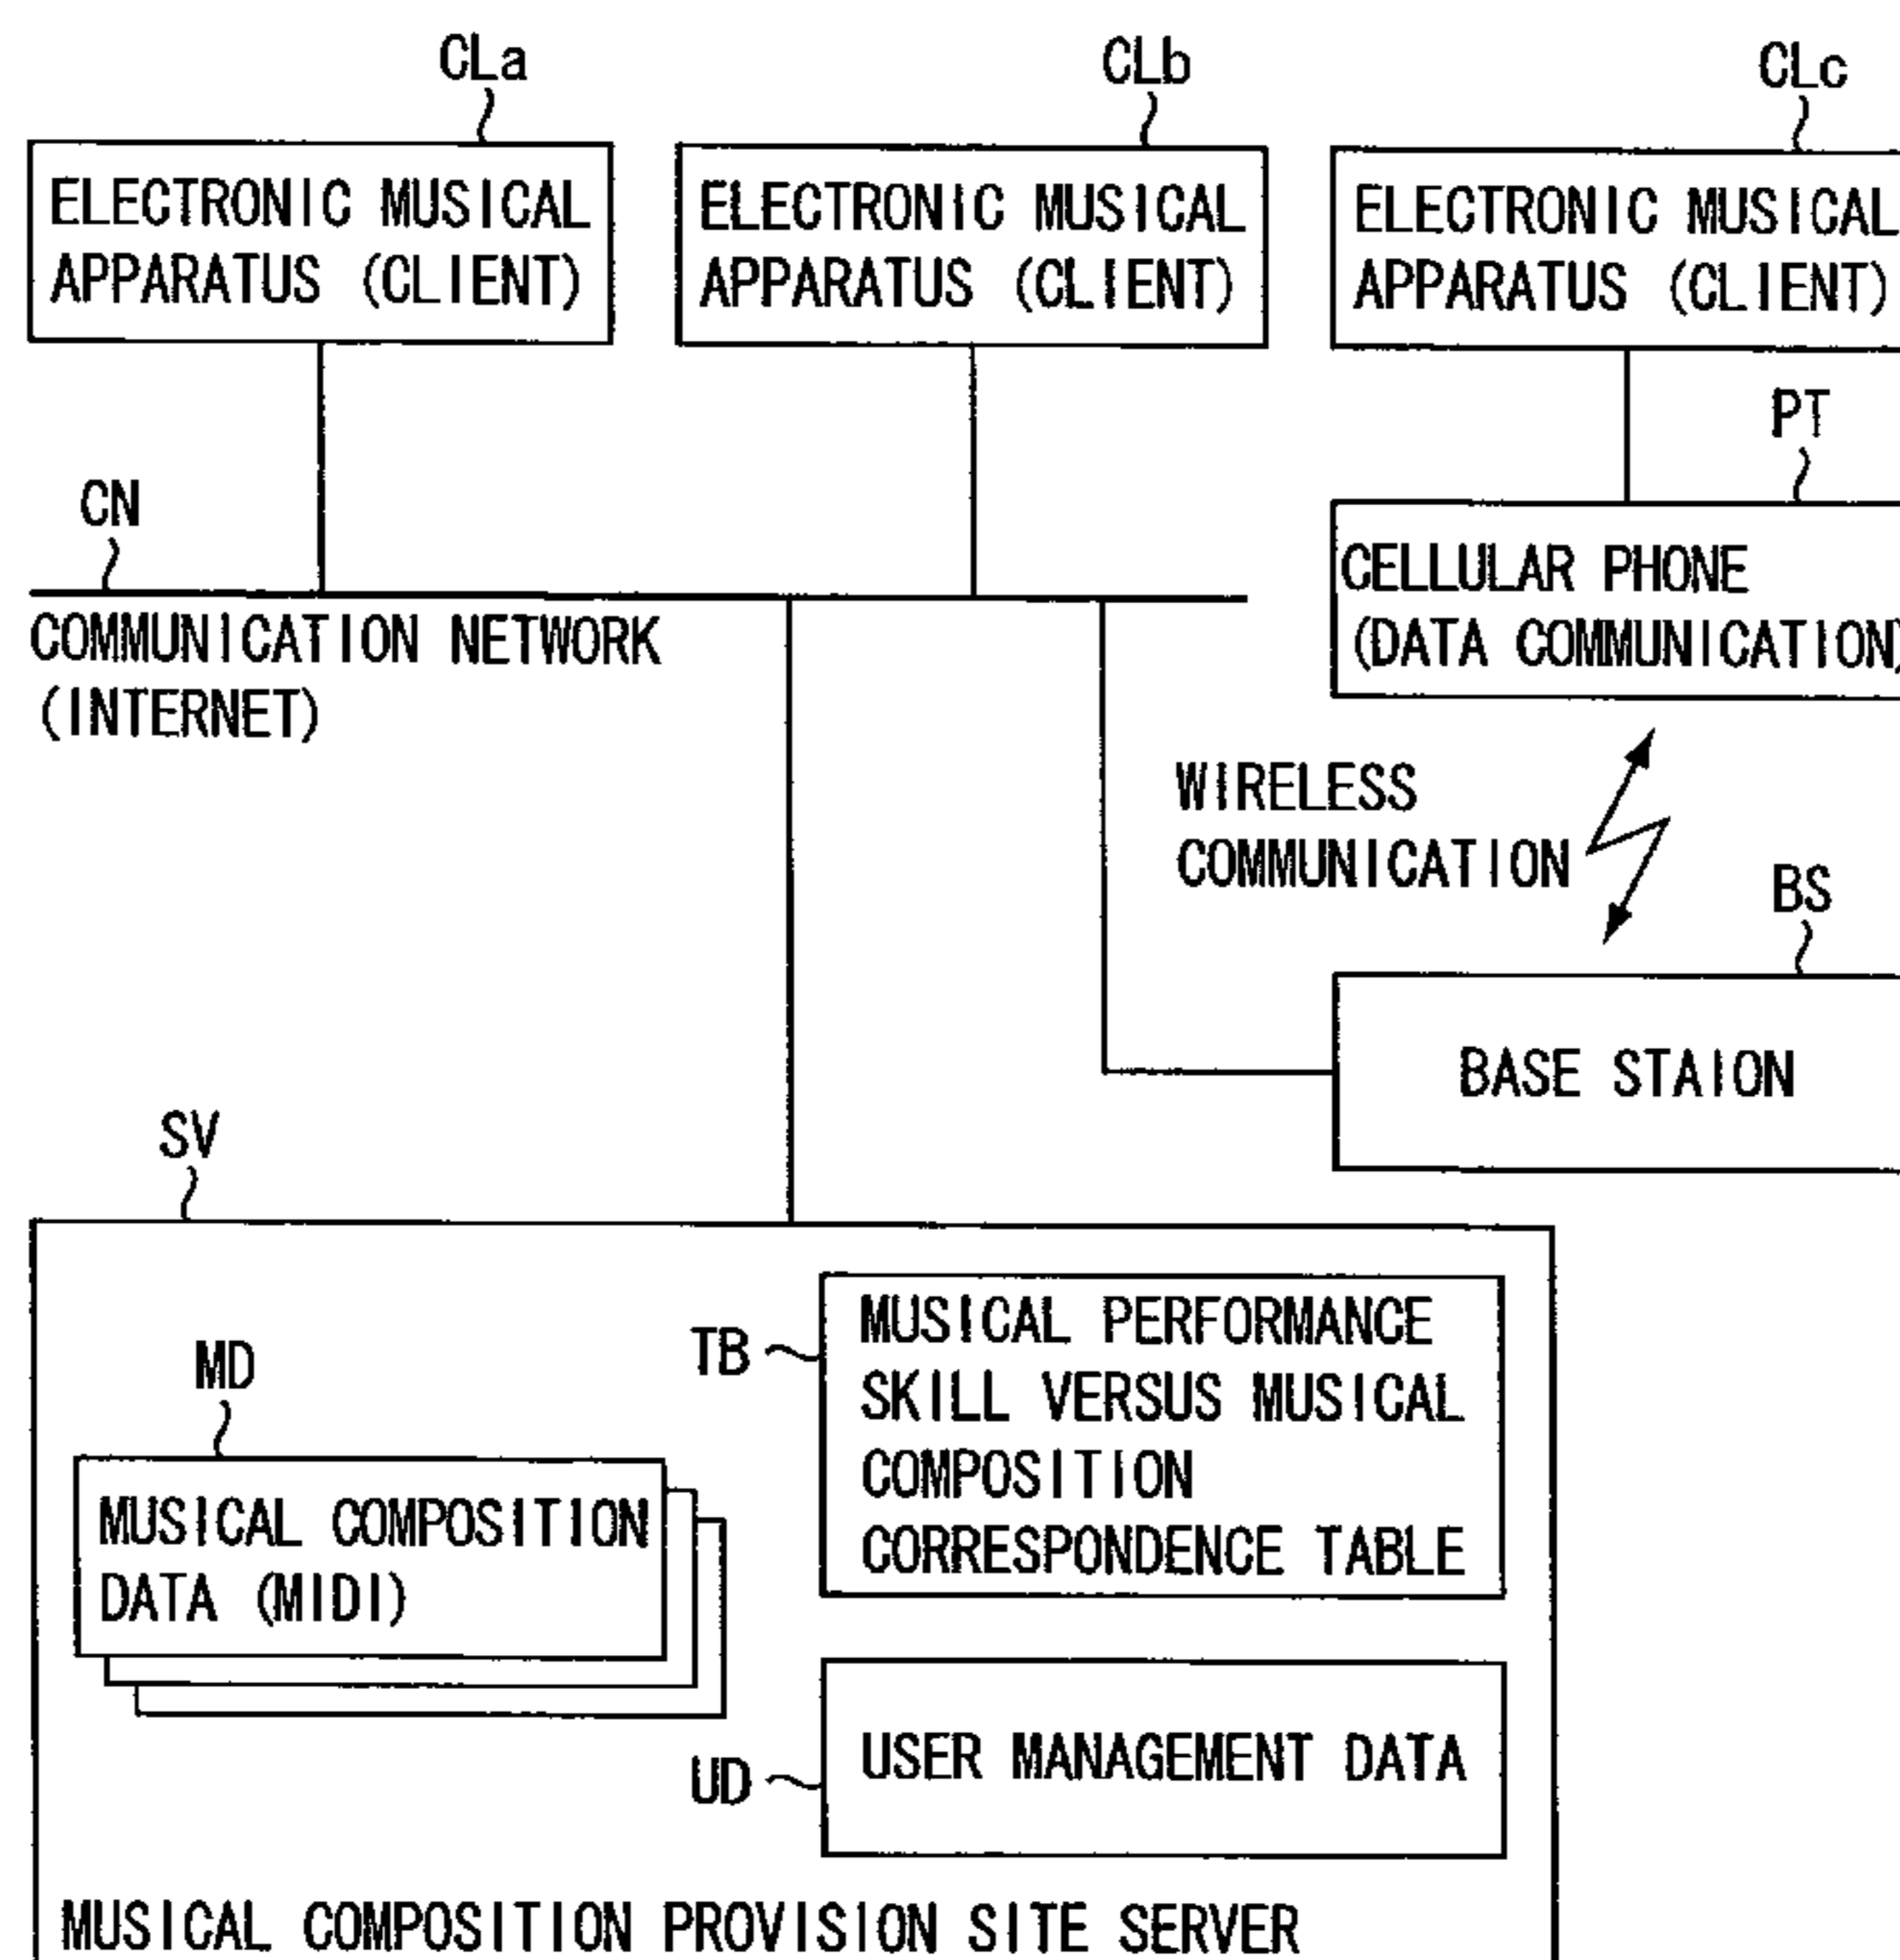 CLa
CLb
CLc
ELECTRONIC MUSICAL
APPARATUS (CLIENT)
ELECTRONIC MUSICAL
APPARATUS (CLIENT)
ELECTRONIC MUSICAL
APPARATUS (CLIENT)
PT
CN
CELLULAR PHONE
(DATA COMMUNICATION)
COMMUNICATION NETWORK
(INTERNET)
WIRELESS
COMMUNICATION
BS
BASE STAION
SV
MD
TB
MUSICAL PERFORMANCE
SKILL VERSUS MUSICAL
COMPOSITION
CORRESPONDENCE TABLE
MUSICAL COMPOSITION
DATA (MIDI)
UD
USER MANAGEMENT DATA
MUSICAL COMPOSITION PROVISION SITE SERVER